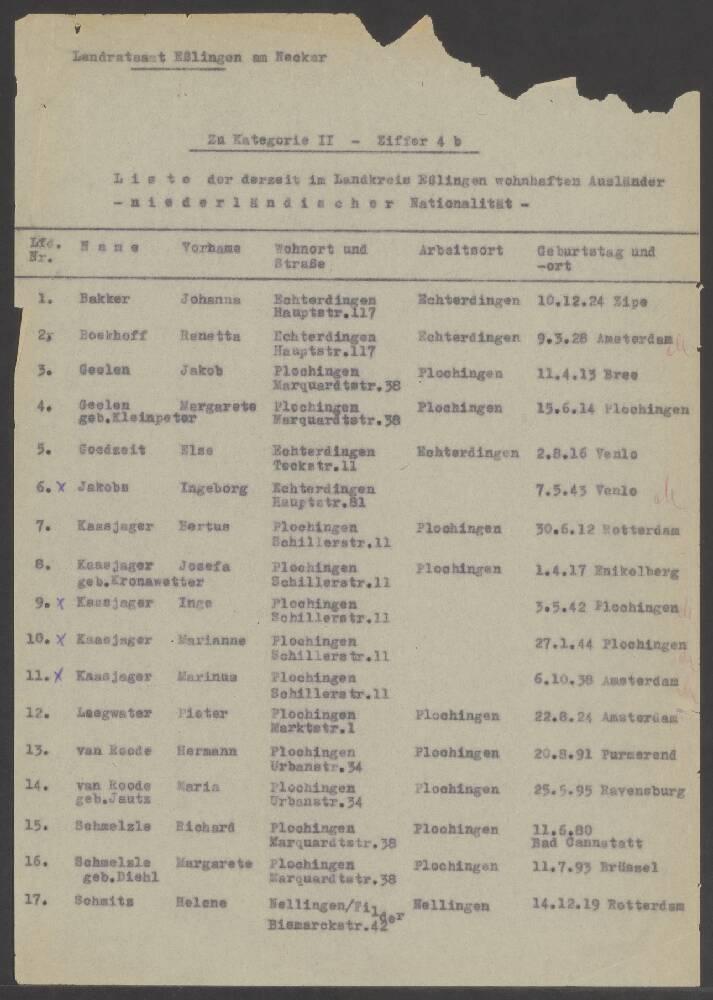 Landratsamt Eßlingen am Neckar
Zu Kategorie II - Ziffer 4 b
Liste der derzeit im Landkreis Eßlingen wohnhaften Ausländer
- niederländischer Nationalität -
Lfd. Nr. Name Vorname Wohnort und Straße Arbeitsort Geburtstag und -ort
1. Bakker Johanna Echterdingen Echterdingen 10.12.24 Zipe
Hauptstr.117
2. Boekhoff Renetta Echterdingen Echterdingen 9.3.28 Amsterdam
Hauptstr.117
3. Geelen Jakob Plochingen Plochingen 11.4.13 Bree
Marquardtstr.38
4. Geelen Margarete Plochingen Plochingen 15.6.14 Plochingen
geb.Kleinpeter Marquardtstr.38
5. Goedzeit Else Echterdingen Echterdingen 2.8.16 Venlo
Teckstr.11
6. x Jakobs Ingeborg Echterdingen 7.5.43 Venlo
Hauptstr.81
7. Kaasjager Bertus Plochingen Plochingen 30.6.12 Rotterdam
Schillerstr.11
8. Kaasjager Josefa Plochingen Plochingen 1.4.17 Enikelberg
geb.Kronawetter Schillerstr.11
9. x Kaasjager Inge Plochingen 3.5.42 Plochingen
Schillerstr.11
10. x Kaasjager Marianne Plochingen 27.1.44 Plochingen
Schillerstr.11
11. x Kaasjager Marinus Plochingen 6.10.38 Amsterdam
Schillerstr.11
12. Leegwater Pieter Plochingen Plochingen 22.8.24 Amsterdam
Marktstr.1
13. van Roode Hermann Plochingen Plochingen 20.8.91 Purmerend
Urbanstr.34
14. van Roode Maria Plochingen Plochingen 25.5.95 Ravensburg
geb.Jautz Urbanstr.34
15. Schmelzle Richard Plochingen Plochingen 11.6.80
Marquardtstr.38 Bad Cannstatt
16. Schmelzle Margarete Plochingen Plochingen 11.7.93 Brüssel
geb.Diehl Marquardtstr.38
17. Schmitz Helene Nellingen/Filder Nellingen 14.12.19 Rotterdam
Bismarckstr.42